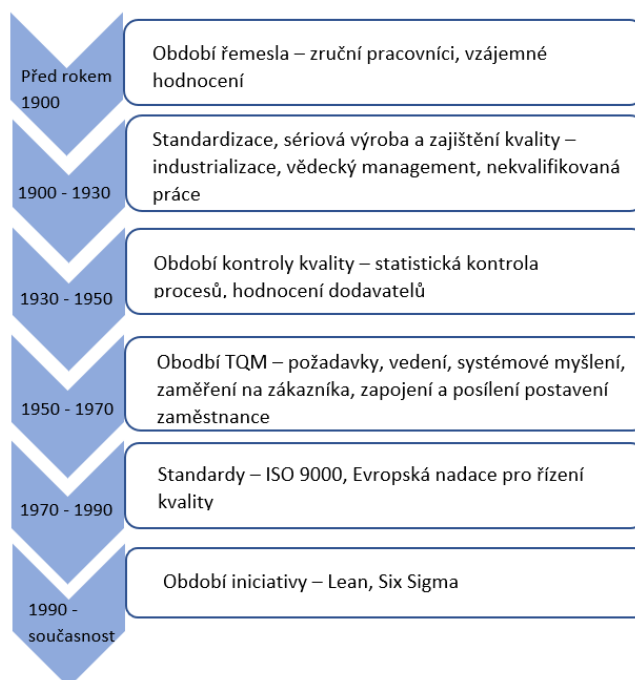 Před rokem
1900
Období řemesla – zruční pracovníci, vzájemné
hodnocení
1900 - 1930
Standardizace, sériová výroba a zajištění kvality –
industrializace, vědecký management, nekvalifikovaná
práce
1930 - 1950
Období kontroly kvality – statistická kontrola
procesů, hodnocení dodavatelů
1950 - 1970
Obodbí TQM – požadavky, vedení, systémové myšlení,
zaměření na zákazníka, zapojení a posílení postavení
zaměstnance
1970 - 1990
Standardy – ISO 9000, Evropská nadace pro řízení
kvality
1990 -
současnost
Období iniciativy – Lean, Six Sigma